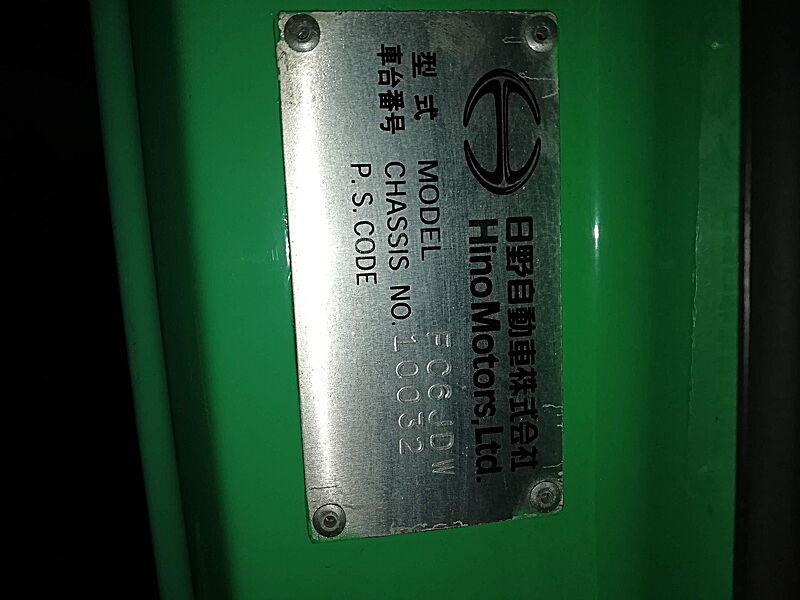 日野自動車株式会社
Hino Motors, Ltd.
型式 MODEL FC6JDW
車台番号 CHASSIS NO. 10032
P. S. CODE